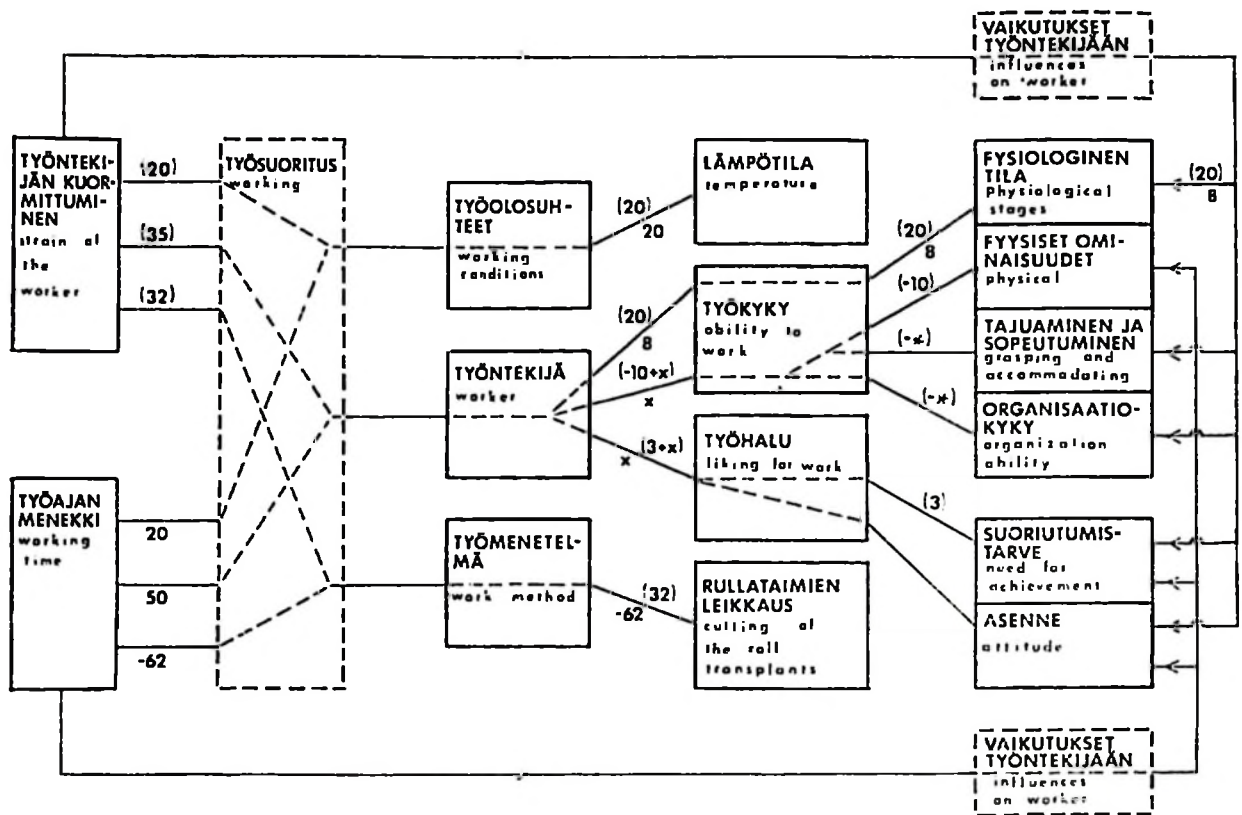 VAIKUTUKSET
TYÖNTEKIJÄÄN
influences
on worker
TYÖNTEKI-
JÄN KUOR-
MITTUMI-
NEN
strain of
the
worker
(20)
(35)
(32)
TYÖSUORITUS
working
TYÖAJAN
MENEKKI
working
time
20
50
-62
TYÖOLOSUH-
TEET
working
conditions
(20)
20
TYÖNTEKIJÄ
worker
(20)
8
(-10+x)
x
(3+x)
x
TYÖMENETEL-
MÄ
work method
(32)
-62
LÄMPÖTILA
temperature
TYÖKYKY
ability to
work
TYÖHALU
liking for work
RULLATAIMIEN
LEIKKAUS
culling of
the roll
transplants
(20)
8
(-10)
(-x)
(-x)
(3)
FYSIOLOGINEN
TILA
physiological
stages
(20)
8
FYYSISET OMI-
NAISUUDET
physical
TAJUAMINEN JA
SOPEUTUMINEN
grasping and
accommadating
ORGANISAATIO-
KYKY
organization
ability
SUORIUTUMIS-
TARVE
need for
achievement
ASENNE
attitude
VAIKUTUKSET
TYÖNTEKIJÄÄN
influences
on worker